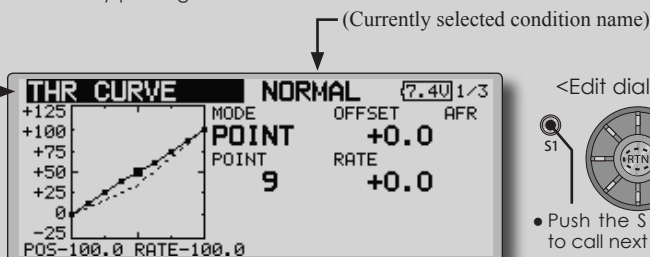 (Currently selected condition name)
THR CURVE NORMAL 7.4V 1/3
MODE OFFSET AFR
POINT +0.0
POINT RATE
9 +0.0
+125
+100
+75
+50
+25
0
-25
POS-100.0 RATE-100.0
<Edit dial
S1
RTN
• Push the S
to call next